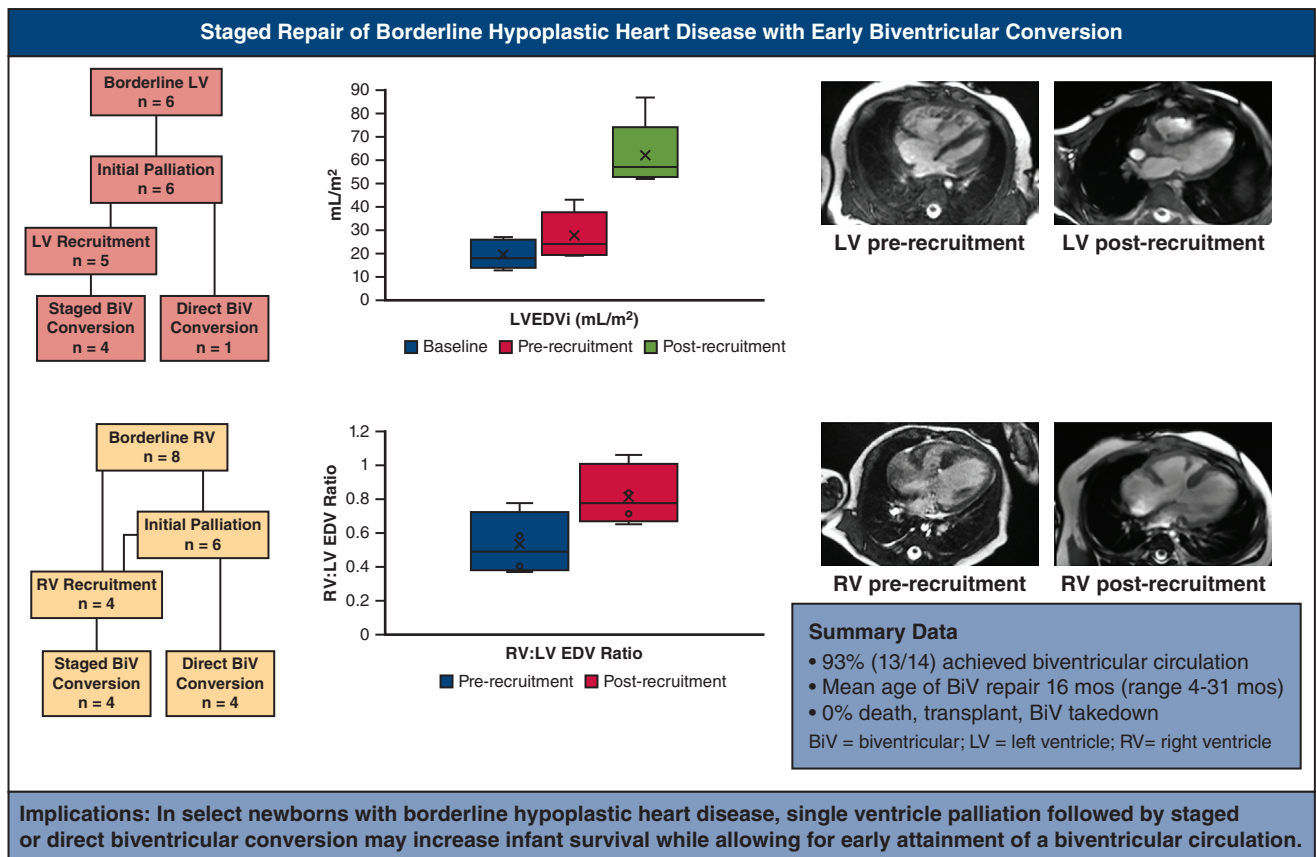 Staged Repair of Borderline Hypoplastic Heart Disease with Early Biventricular Conversion
Borderline LV
n = 6
Initial Palliation
n = 6
LV Recruitment
n = 5
Staged BiV
Conversion
n = 4
Direct BiV
Conversion
n = 1
90
80
70
60
50
40
30
20
10
0
mL/m²
LVEDVi (mL/m²)
Baseline
Pre-recruitment
Post-recruitment
LV pre-recruitment
LV post-recruitment
Borderline RV
n = 8
Initial Palliation
n = 6
RV Recruitment
n = 4
Staged BiV
Conversion
n = 4
Direct BiV
Conversion
n = 4
1.2
1
0.8
0.6
0.4
0.2
0
RV:LV EDV Ratio
RV:LV EDV Ratio
Pre-recruitment
Post-recruitment
RV pre-recruitment
RV post-recruitment
Summary Data
• 93% (13/14) achieved biventricular circulation
• Mean age of BiV repair 16 mos (range 4-31 mos)
• 0% death, transplant, BiV takedown
BiV = biventricular; LV = left ventricle; RV= right ventricle
Implications: In select newborns with borderline hypoplastic heart disease, single ventricle palliation followed by staged
or direct biventricular conversion may increase infant survival while allowing for early attainment of a biventricular circulation.